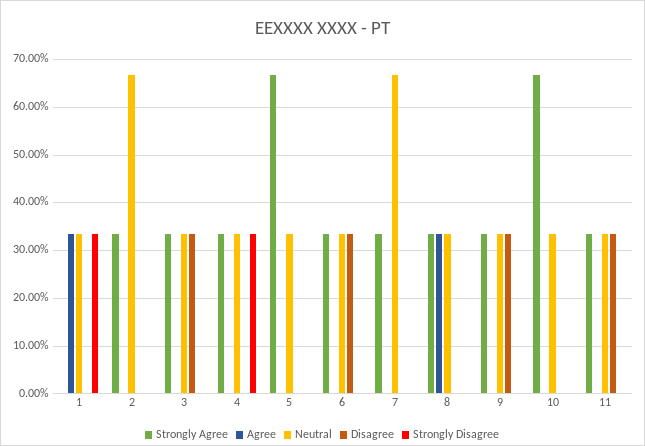 EEXXXX XXXX - PT
70.00%
60.00%
50.00%
40.00%
30.00%
20.00%
10.00%
0.00%
1 2 3 4 5 6 7 8 9 10 11
Strongly Agree Agree Neutral Disagree Strongly Disagree